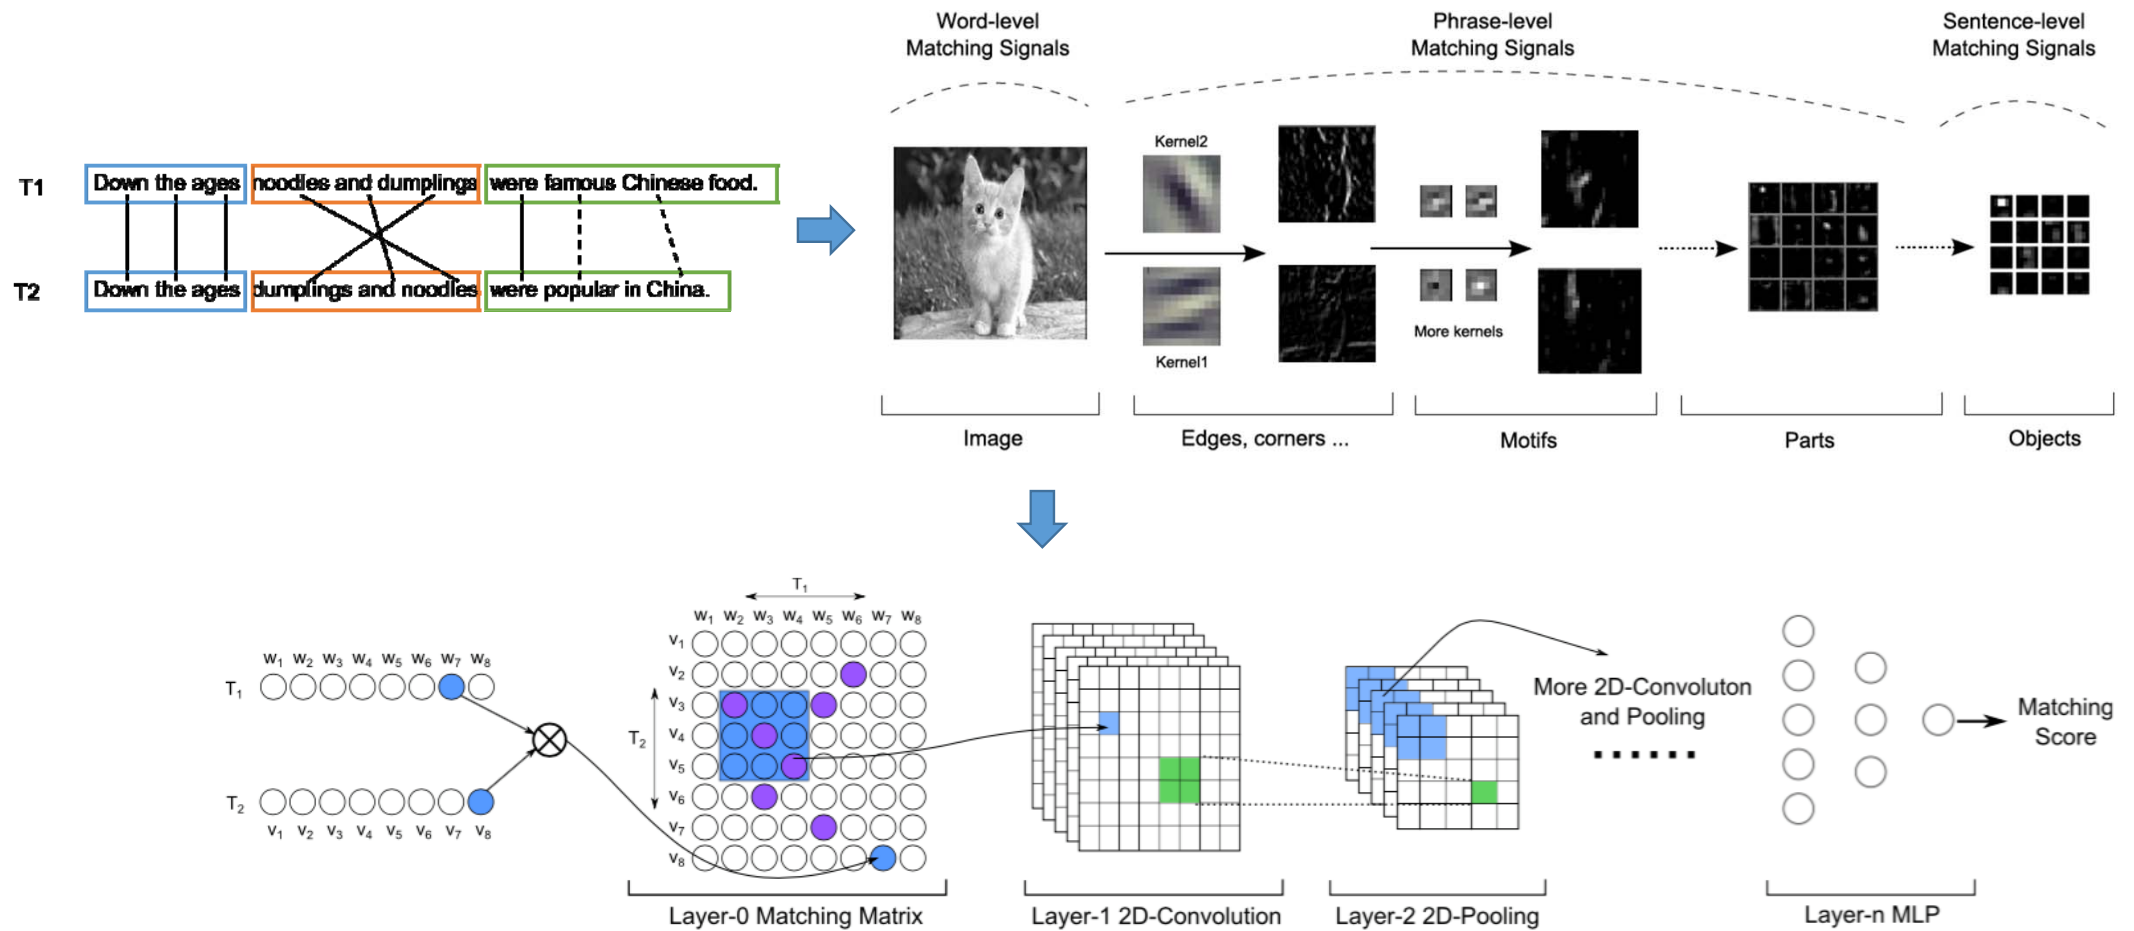 Word-level
Matching Signals
Phrase-level
Matching Signals
Sentence-level
Matching Signals
T1 Down the ages noodles and dumplings were famous Chinese food.
T2 Down the ages dumplings and noodles were popular in China.
Kernel2
Kernel1
More kernels
Image
Edges, corners ...
Motifs
Parts
Objects
w1 w2 w3 w4 w5 w6 w7 w8
T1
T2
v1 v2 v3 v4 v5 v6 v7 v8
T1
w1 w2 w3 w4 w5 w6 w7 w8
v1
v2
v3
v4
T2
v5
v6
v7
v8
More 2D-Convoluton
and Pooling
......
Matching
Score
Layer-0 Matching Matrix
Layer-1 2D-Convolution
Layer-2 2D-Pooling
Layer-n MLP